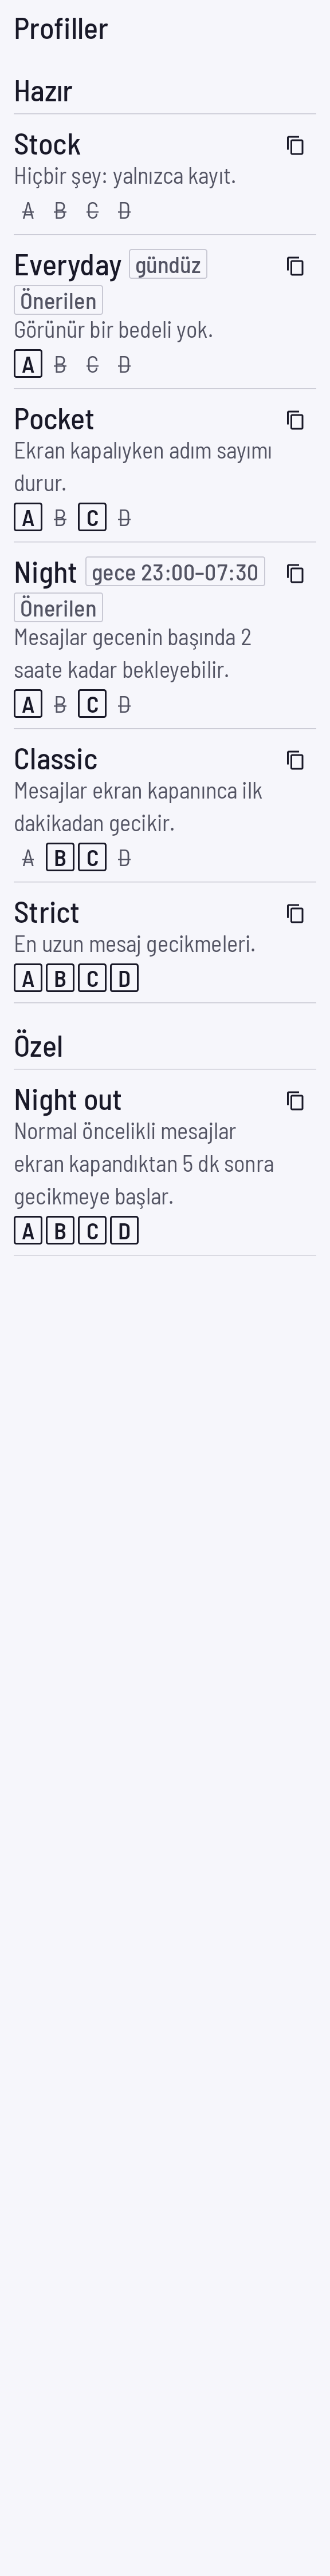 Profiller
Hazır
Stock
Hiçbir şey: yalnızca kayıt.
A B C D
Everyday gündüz
Önerilen
Görünür bir bedeli yok.
A B C D
Pocket
Ekran kapalıyken adım sayımı
durur.
A B C D
Night gece 23:00–07:30
Önerilen
Mesajlar gecenin başında 2
saate kadar bekleyebilir.
A B C D
Classic
Mesajlar ekran kapanınca ilk
dakikadan gecikir.
A B C D
Strict
En uzun mesaj gecikmeleri.
A B C D
Özel
Night out
Normal öncelikli mesajlar
ekran kapandıktan 5 dk sonra
gecikmeye başlar.
A B C D